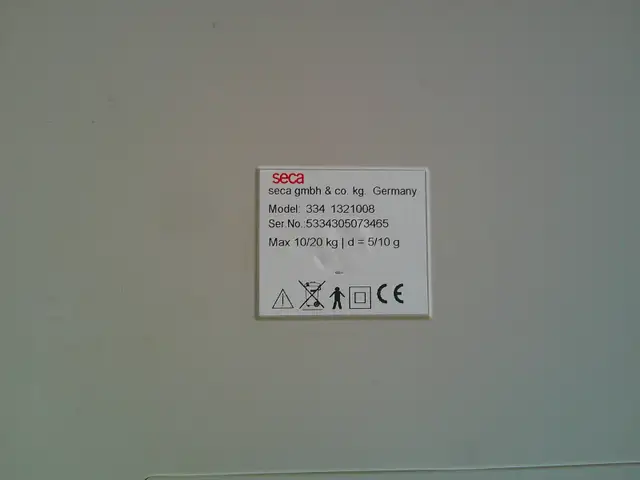 seca
seca gmbh & co. kg. Germany
Model: 334 1321008
Ser.No.:5334305073465
Max 10/20 kg | d = 5/10 g
CE